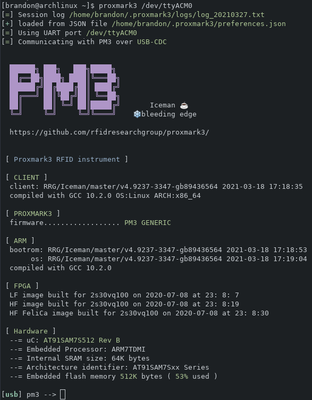 [brandon@archlinux ~]$ proxmark3 /dev/ttyACM0
[=] Session log /home/brandon/.proxmark3/logs/log_20210327.txt
[+] loaded from JSON file /home/brandon/.proxmark3/preferences.json
[=] Using UART port /dev/ttyACM0
[=] Communicating with PM3 over USB-CDC
PM3
Iceman ☕
❄bleeding edge
https://github.com/rfidresearchgroup/proxmark3/
[ Proxmark3 RFID instrument ]
[ CLIENT ]
client: RRG/Iceman/master/v4.9237-3347-gb89436564 2021-03-18 17:18:35
compiled with GCC 10.2.0 OS:Linux ARCH:x86_64
[ PROXMARK3 ]
firmware.................. PM3 GENERIC
[ ARM ]
bootrom: RRG/Iceman/master/v4.9237-3347-gb89436564 2021-03-18 17:18:53
os: RRG/Iceman/master/v4.9237-3347-gb89436564 2021-03-18 17:19:04
compiled with GCC 10.2.0
[ FPGA ]
LF image built for 2s30vq100 on 2020-07-08 at 23: 8: 7
HF image built for 2s30vq100 on 2020-07-08 at 23: 8:19
HF FeliCa image built for 2s30vq100 on 2020-07-08 at 23: 8:30
[ Hardware ]
--= uC: AT91SAM7S512 Rev B
--= Embedded Processor: ARM7TDMI
--= Internal SRAM size: 64K bytes
--= Architecture identifier: AT91SAM7Sxx Series
--= Embedded flash memory 512K bytes ( 53% used )
[usb] pm3 -->